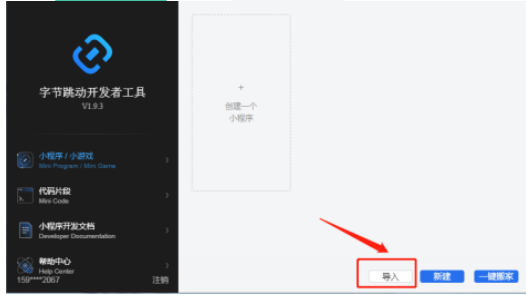 字节跳动开发者工具
V1.9.3
小程序 / 小游戏
Mini Program / Mini Game
代码片段
Mini Code
小程序开发文档
Developer Documentation
帮助中心
Help Center
159****2067
注销
+
创建一个
小程序
导入
新建
一键搬家